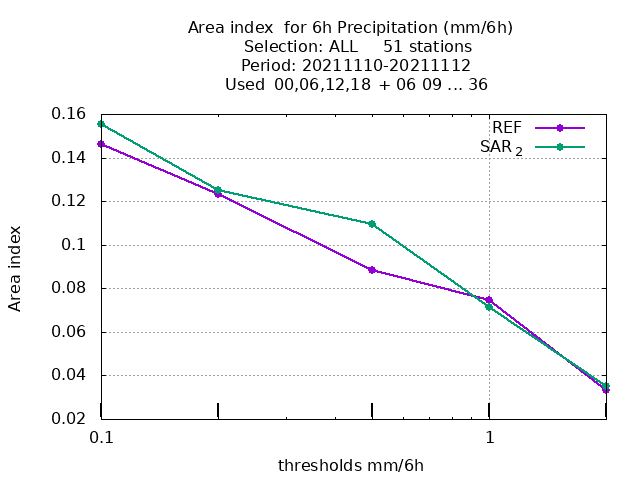 Area index for 6h Precipitation (mm/6h)
Selection: ALL 51 stations
Period: 20211110-20211112
Used 00,06,12,18 + 06 09 ... 36
0.16
0.14
0.12
0.1
0.08
0.06
0.04
0.02
Area index
REF
SAR 2
0.1
1
thresholds mm/6h